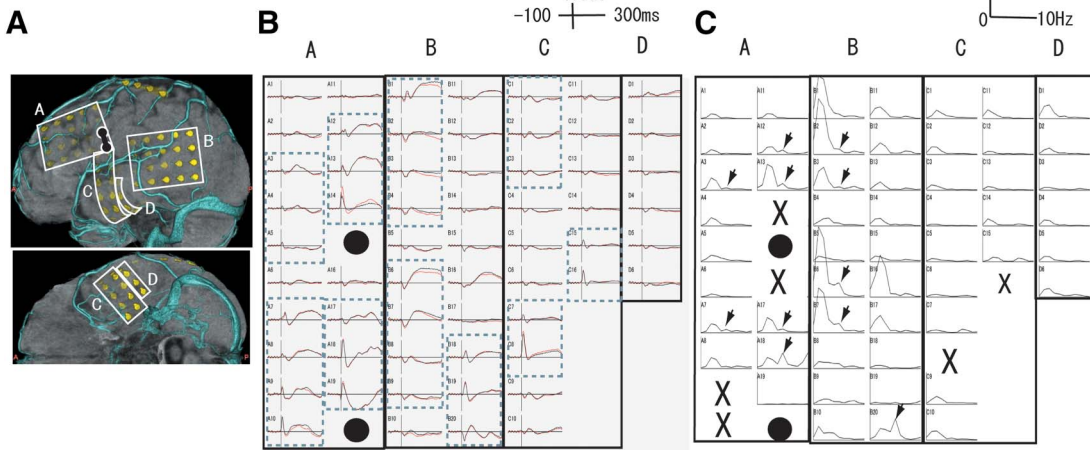 A
A
B
C
D
C
D
A P
B
-100 300ms
A B C D
A1 A11 B1 B11 C1 C11 D1
A2 A12 B2 B12 C2 C12 D2
A3 A13 B3 B13 C3 C13 D3
A4 A14 B4 B14 C4 C14 D4
A5 B5 B15 C5 C15 D5
A6 A16 B6 B16 C6 C16 D6
A7 A17 B7 B17 C7
A8 A18 B8 B18 C8
A9 A19 B9 B19 C9
A10 B10 B20 C10
C
0 10Hz
A B C D
A1 A11 B1 B11 C1 C11 D1
A2 A12 B2 B12 C2 C12 D2
A3 A13 B3 B13 C3 C13 D3
A4 X B4 B14 C4 C14 D4
A5 B5 B15 C5 C15 D5
A6 X B6 B16 C6 X D6
A7 A17 B7 B17 C7
A8 A18 B8 B18 X
X A19 B9 B19 C9
X B10 B20 C10